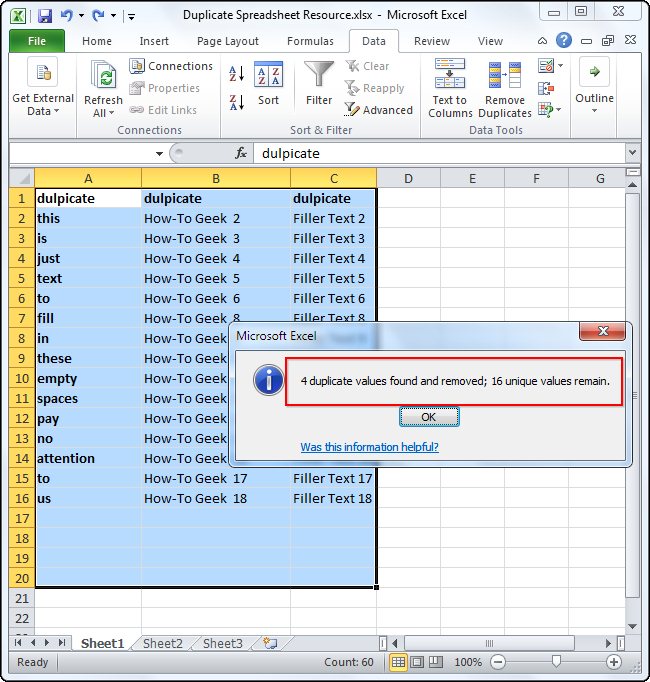 Duplicate Spreadsheet Resource.xlsx - Microsoft Excel
File Home Insert Page Layout Formulas Data Review View
Get External Data
Refresh All
Connections
Properties
Edit Links
Connections
Sort
Filter
Clear
Reapply
Advanced
Sort & Filter
Text to Columns
Remove Duplicates
Data Tools
Outline
fx dulpicate
A B C D E F G
1 dulpicate dulpicate dulpicate
2 this How-To Geek 2 Filler Text 2
3 is How-To Geek 3 Filler Text 3
4 just How-To Geek 4 Filler Text 4
5 text How-To Geek 5 Filler Text 5
6 to How-To Geek 6 Filler Text 6
7 fill How-To Geek 8 Filler Text 8
8 in How-To Geek
9 these How-To Geek
10 empty How-To Geek
11 spaces How-To Geek
12 pay How-To Geek
13 no How-To Geek
14 attention How-To Geek
15 to How-To Geek 17 Filler Text 17
16 us How-To Geek 18 Filler Text 18
17
18
19
20
21
22
Microsoft Excel
4 duplicate values found and removed; 16 unique values remain.
OK
Was this information helpful?
Sheet1 Sheet2 Sheet3
Ready Count: 60 100%